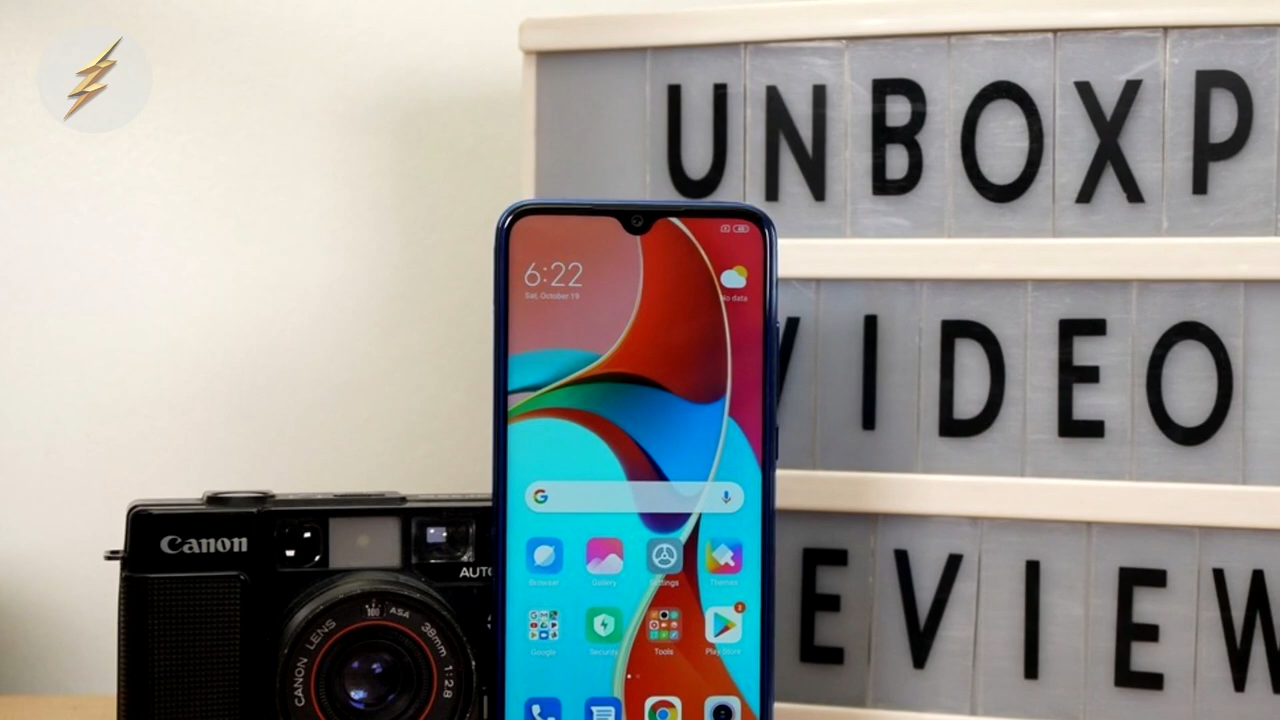 UNBOXP
VIDEO
EVIEW
6:22
Sat, October 19
No data
Browser
Gallery
Settings
Themes
Google
Security
Tools
Play Store
Canon
AUTO
CANON LENS
100 ASA
38mm 1:2.8